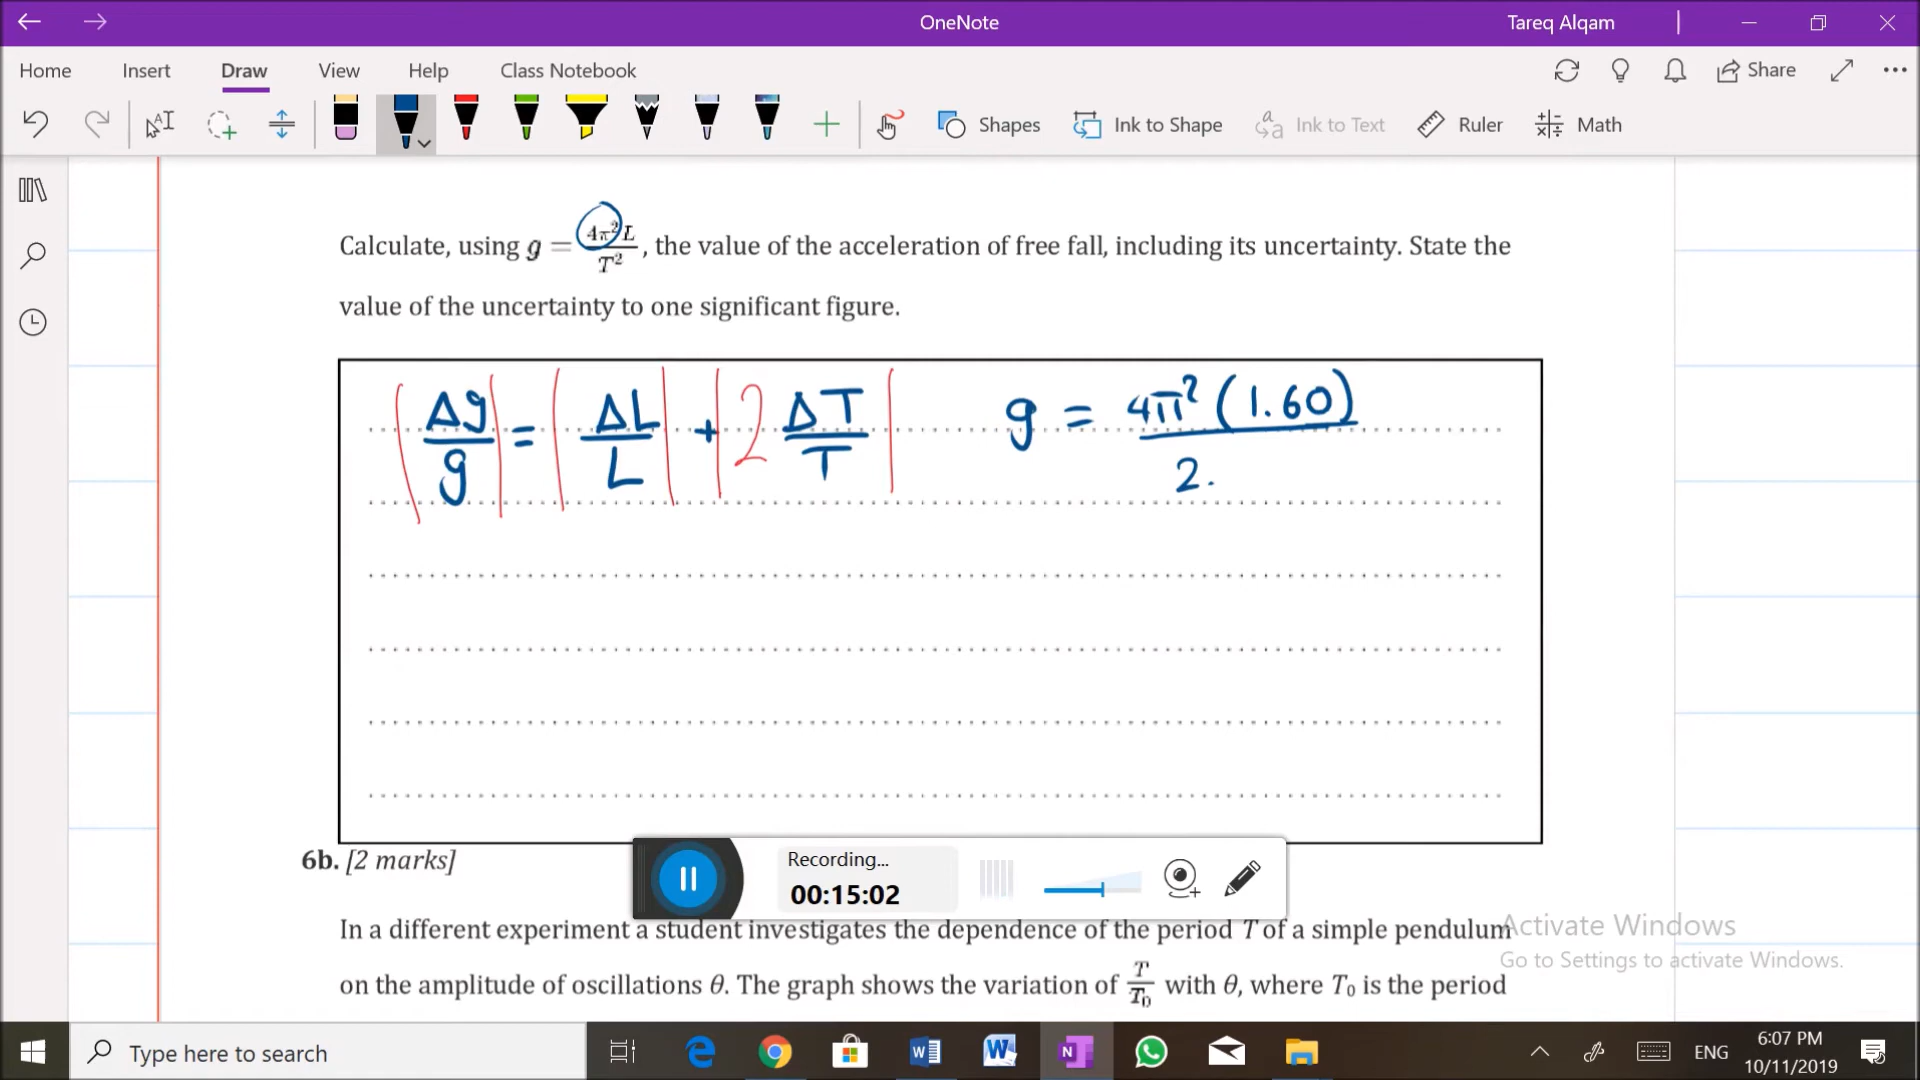 OneNote
Tareq Alqam
Home Insert Draw View Help Class Notebook
Share
Shapes Ink to Shape Ink to Text Ruler Math
Calculate, using g = 4π²L/T², the value of the acceleration of free fall, including its uncertainty. State the
value of the uncertainty to one significant figure.
|Δg/g| = |ΔL/L| + |2 ΔT/T| g = 4π²(1.60)/2.
6b. [2 marks]
Recording...
00:15:02
In a different experiment a student investigates the dependence of the period T of a simple pendulum
on the amplitude of oscillations θ. The graph shows the variation of T/T₀ with θ, where T₀ is the period
Activate Windows
Go to Settings to activate Windows.
Type here to search
ENG
6:07 PM
10/11/2019